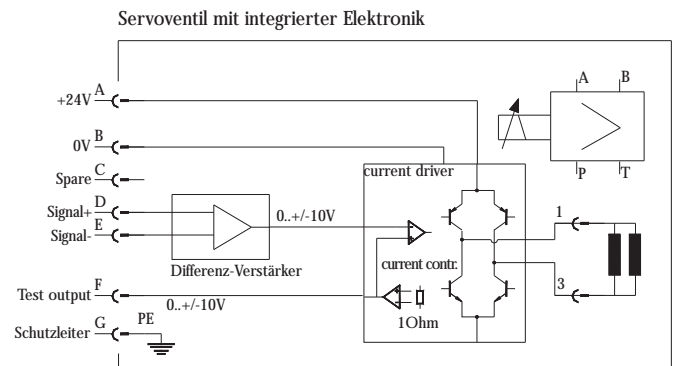 Servoventil mit integrierter Elektronik
A
+24V
A B
B
0V
C
Spare
P T
current driver
D
Signal+
0..+/-10V
1
E
Signal-
current contr.
Differenz-Verstärker
F
Test output
0..+/-10V
3
1Ohm
G
Schutzleiter
PE